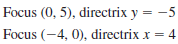 Focus (0, 5), directrix y = −5
Focus (−4, 0), directrix x = 4